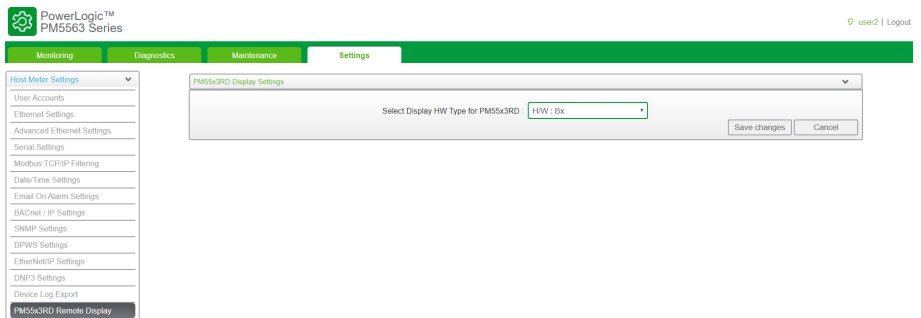 PowerLogic™
PM5563 Series
user2 | Logout
Monitoring Diagnostics Maintenance Settings
Host Meter Settings
User Accounts
Ethernet Settings
Advanced Ethernet Settings
Serial Settings
Modbus TCP/IP Filtering
Date/Time Settings
Email On Alarm Settings
BACnet / IP Settings
SNMP Settings
DPWS Settings
EtherNet/IP Settings
DNP3 Settings
Device Log Export
PM55x3RD Remote Display
PM55x3RD Display Settings
Select Display HW Type for PM55x3RD : H/W : Bx
Save changes Cancel